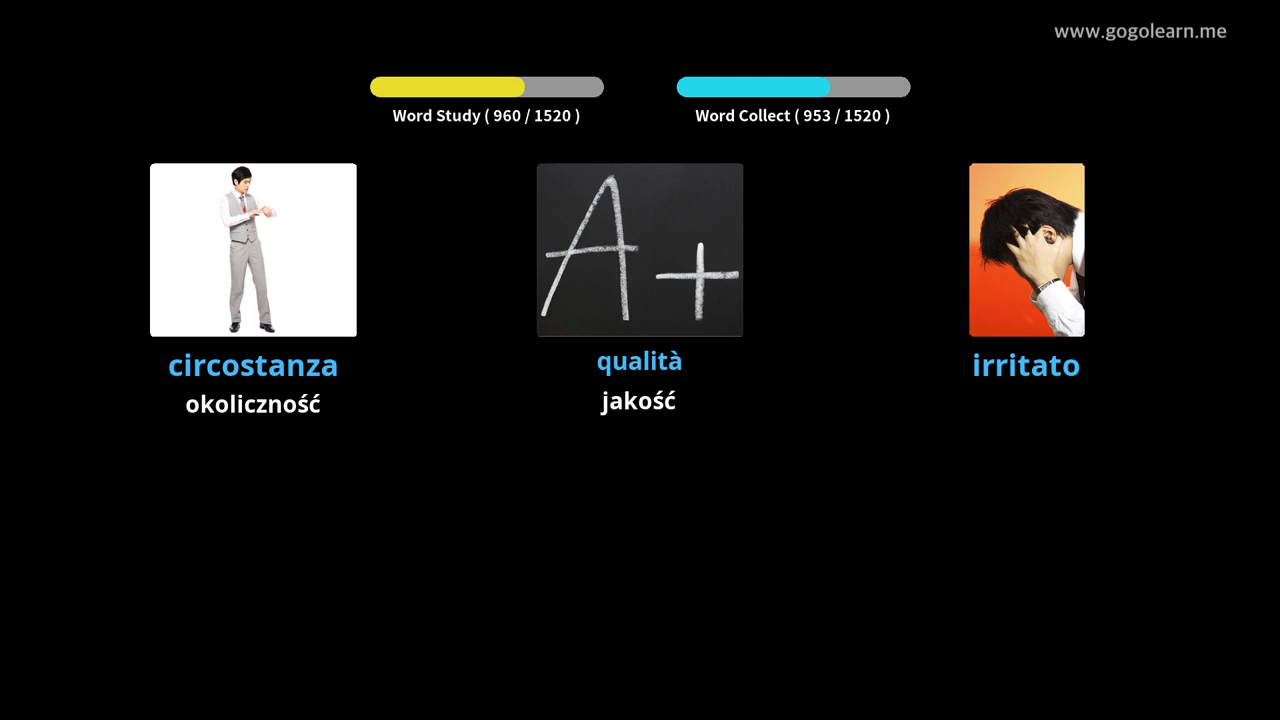 www.gogolearn.me
Word Study ( 960 / 1520 )
Word Collect ( 953 / 1520 )
A+
circostanza
okoliczność
qualità
jakość
irritato